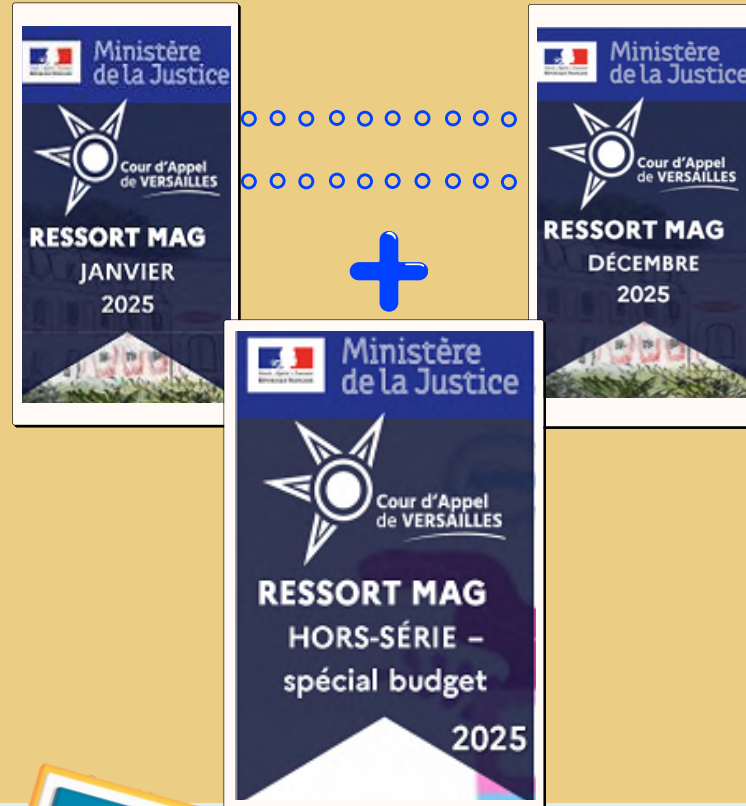 Ministère
de la Justice
Cour d'Appel
de VERSAILLES
RESSORT MAG
JANVIER
2025
Ministère
de la Justice
Cour d'Appel
de VERSAILLES
RESSORT MAG
DÉCEMBRE
2025
Ministère
de la Justice
Cour d'Appel
de VERSAILLES
RESSORT MAG
HORS-SÉRIE –
spécial budget
2025